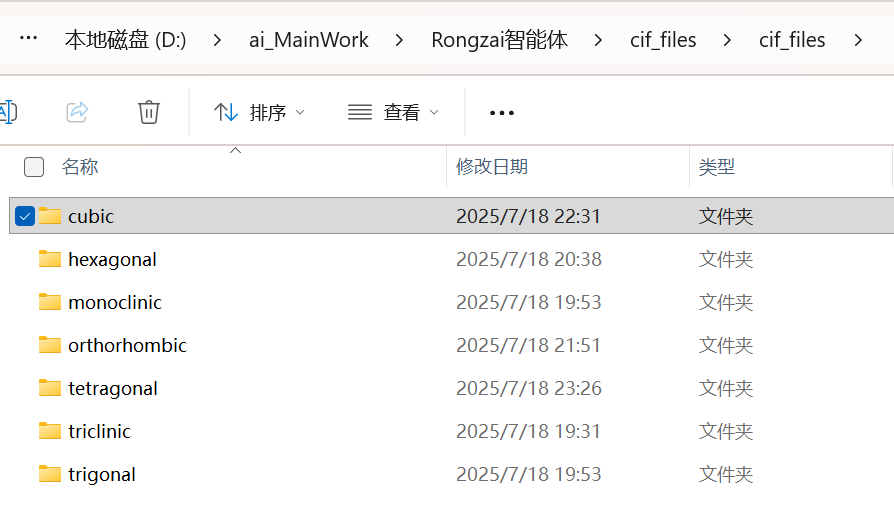 … 本地磁盘 (D:) > ai_MainWork > Rongzai智能体 > cif_files > cif_files >
A 排序 查看 •••
名称 修改日期 类型
cubic 2025/7/18 22:31 文件夹
hexagonal 2025/7/18 20:38 文件夹
monoclinic 2025/7/18 19:53 文件夹
orthorhombic 2025/7/18 21:51 文件夹
tetragonal 2025/7/18 23:26 文件夹
triclinic 2025/7/18 19:31 文件夹
trigonal 2025/7/18 19:53 文件夹